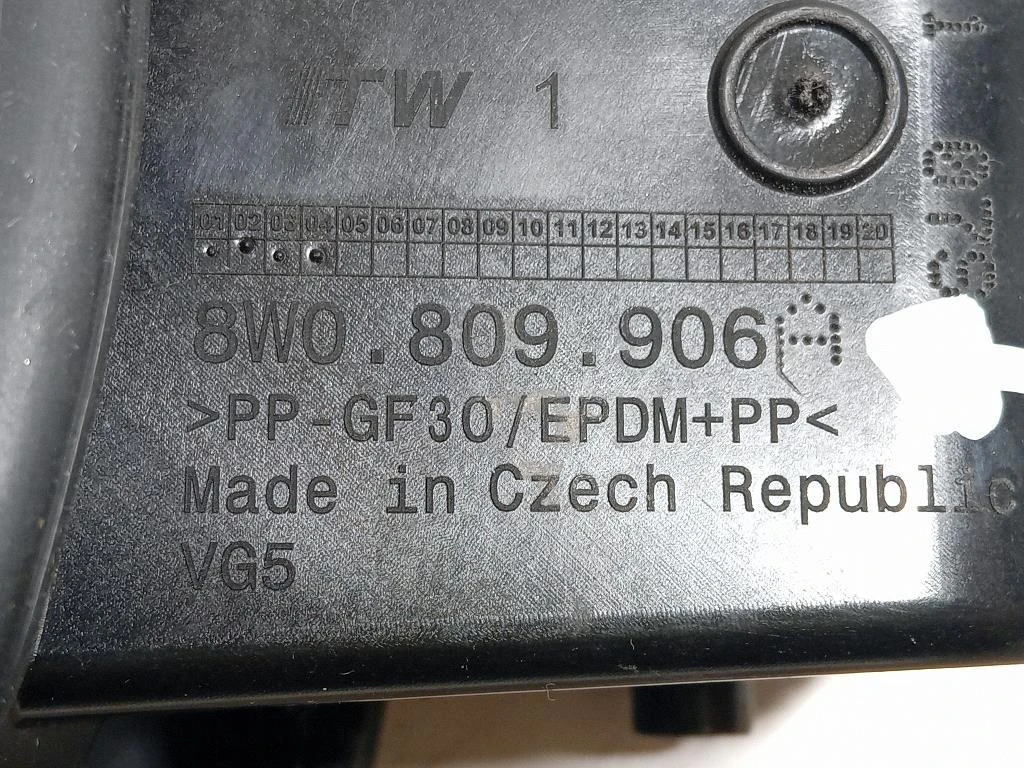 ITW 1
01 02 03 04 05 06 07 08 09 10 11 12 13 14 15 16 17 18 19 20
8W0.809.906 A
>PP-GF30/EPDM+PP<
Made in Czech Republic
VG5